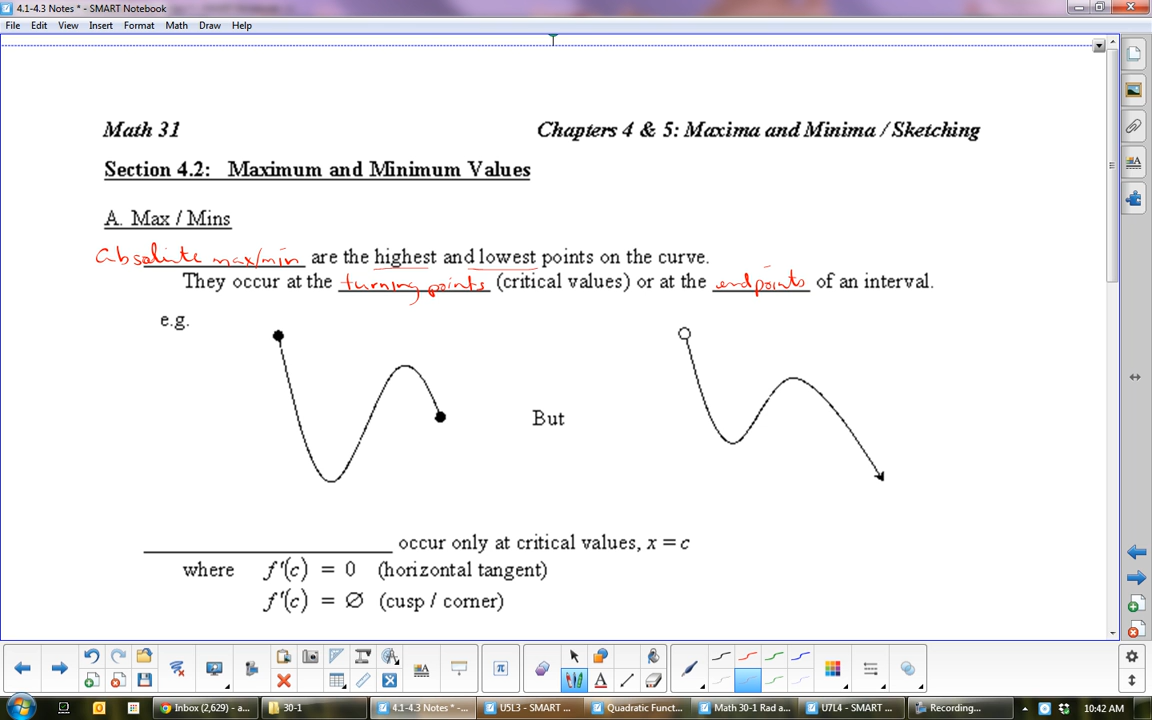 4.1-4.3 Notes * - SMART Notebook
File Edit View Insert Format Math Draw Help
Math 31 Chapters 4 & 5: Maxima and Minima / Sketching
Section 4.2: Maximum and Minimum Values
A. Max / Mins
absolute max/min are the highest and lowest points on the curve.
They occur at the turning points (critical values) or at the endpoints of an interval.
e.g.
But
occur only at critical values, x = c
where f'(c) = 0 (horizontal tangent)
f'(c) = ∅ (cusp / corner)
Inbox (2,629) - a... 30-1 4.1-4.3 Notes * -... U5L3 - SMART ... Quadratic Funct... Math 30-1 Rad a... U7L4 - SMART ... Recording... 10:42 AM